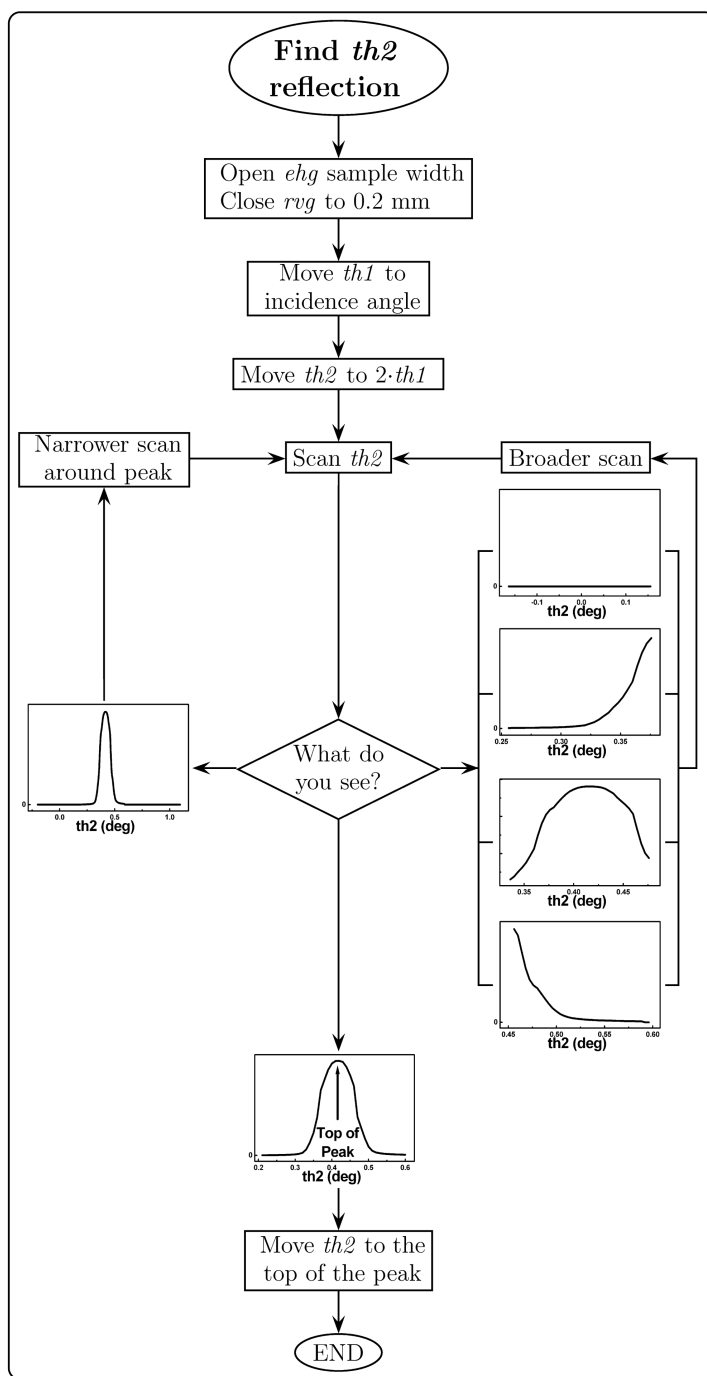 Find th2
reflection
Open ehg sample width
Close rvg to 0.2 mm
Move th1 to
incidence angle
Move th2 to 2·th1
Narrower scan
around peak
Scan th2
Broader scan
0
-0.1 0.0 0.1
th2 (deg)
0
0.25 0.30 0.35
th2 (deg)
What do
you see?
0
0.0 0.5 1.0
th2 (deg)
0.35 0.40 0.45
th2 (deg)
0
0.45 0.50 0.55 0.60
th2 (deg)
Top of
Peak
0
0.2 0.3 0.4 0.5 0.6
th2 (deg)
Move th2 to the
top of the peak
END